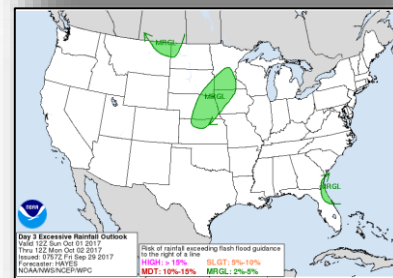 MRGL
MRGL
MRGL
NOAA
Day 3 Excessive Rainfall Outlook
Valid 12Z Sun Oct 01 2017
Thru 12Z Mon Oct 02 2017
Issued: 0757Z Fri Sep 29 2017
Forecaster: HAYES
NOAA/NWS/NCEP/WPC
Risk of rainfall exceeding flash flood guidance
to the right of a line
HIGH: > 15% SLGT: 5%-10%
MDT: 10%-15% MRGL: 2%-5%